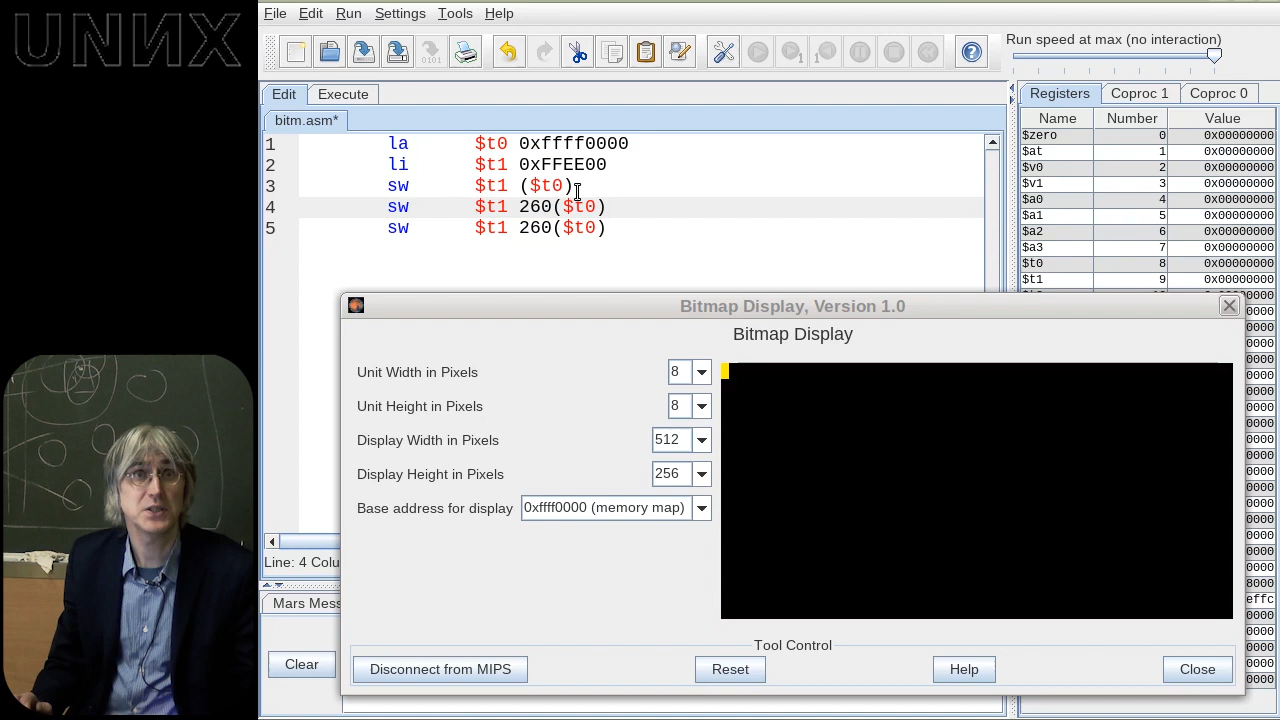 UNИX
File Edit Run Settings Tools Help
Run speed at max (no interaction)
Edit Execute
bitm.asm*
1 la $t0 0xffff0000
2 li $t1 0xFFEE00
3 sw $t1 ($t0)
4 sw $t1 260($t0)
5 sw $t1 260($t0)
Line: 4 Colu
Mars Mess
Clear
Registers Coproc 1 Coproc 0
Name Number Value
$zero 0 0x00000000
$at 1 0x00000000
$v0 2 0x00000000
$v1 3 0x00000000
$a0 4 0x00000000
$a1 5 0x00000000
$a2 6 0x00000000
$a3 7 0x00000000
$t0 8 0x00000000
$t1 9 0x00000000
Bitmap Display, Version 1.0
Bitmap Display
Unit Width in Pixels 8
Unit Height in Pixels 8
Display Width in Pixels 512
Display Height in Pixels 256
Base address for display 0xffff0000 (memory map)
Tool Control
Disconnect from MIPS Reset Help Close